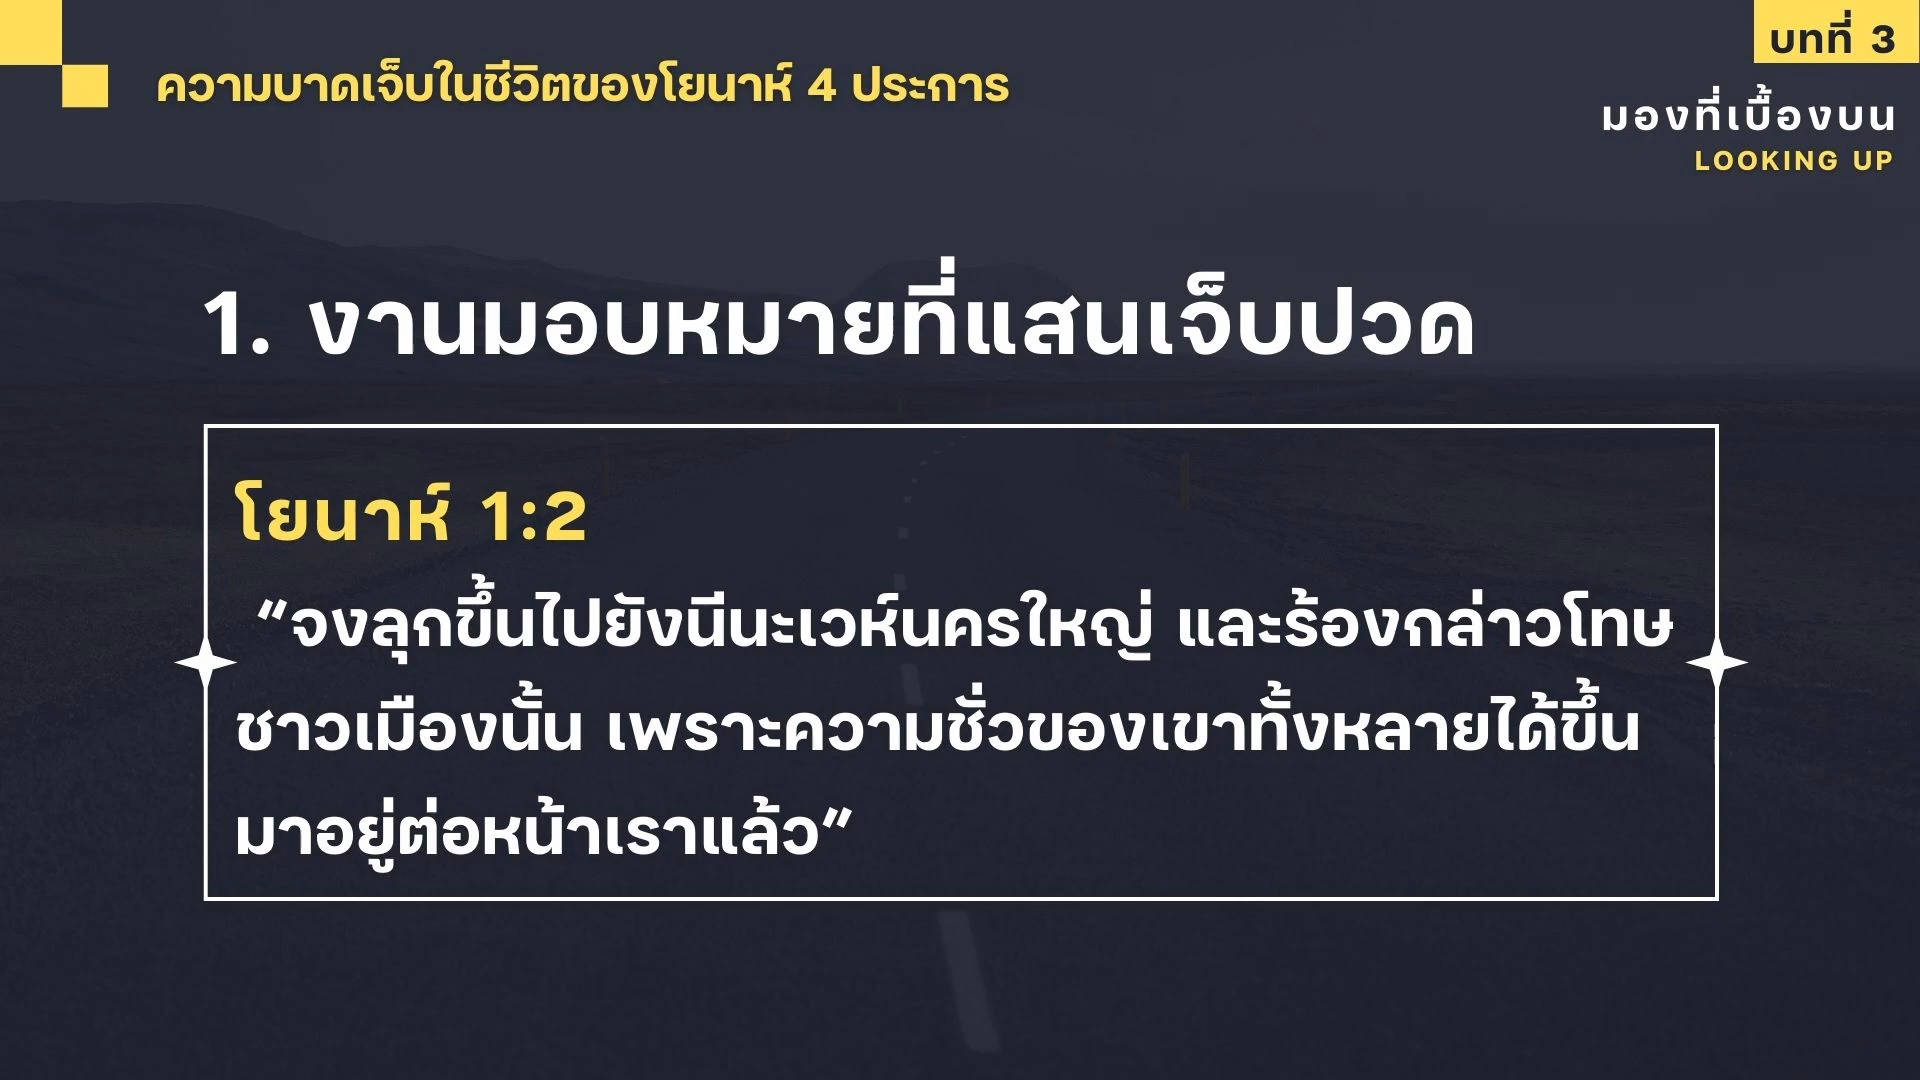 บทที่ 3
ความบาดเจ็บในชีวิตของโยนาห์ 4 ประการ
มองที่เบื้องบน
LOOKING UP
1. งานมอบหมายที่แสนเจ็บปวด
โยนาห์ 1:2
“จงลุกขึ้นไปยังนีนะเวห์นครใหญ่ และร้องกล่าวโทษ
ชาวเมืองนั้น เพราะความชั่วของเขาทั้งหลายได้ขึ้น
มาอยู่ต่อหน้าเราแล้ว”